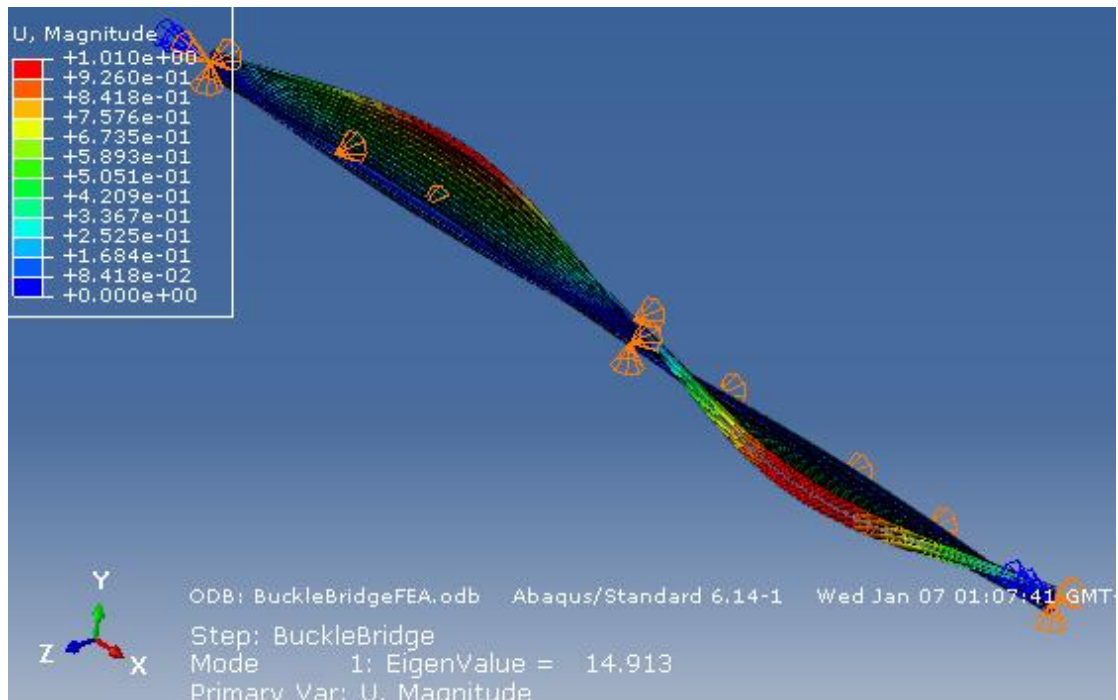 U, Magnitude
+1.010e+00
+9.260e-01
+8.418e-01
+7.576e-01
+6.735e-01
+5.893e-01
+5.051e-01
+4.209e-01
+3.367e-01
+2.525e-01
+1.684e-01
+8.418e-02
+0.000e+00
Y
Z
X
ODB: BuckleBridgeFEA.odb Abaqus/Standard 6.14-1 Wed Jan 07 01:07:41 GMT-
Step: BuckleBridge
Mode 1: EigenValue = 14.913
Primary Var: U, Magnitude